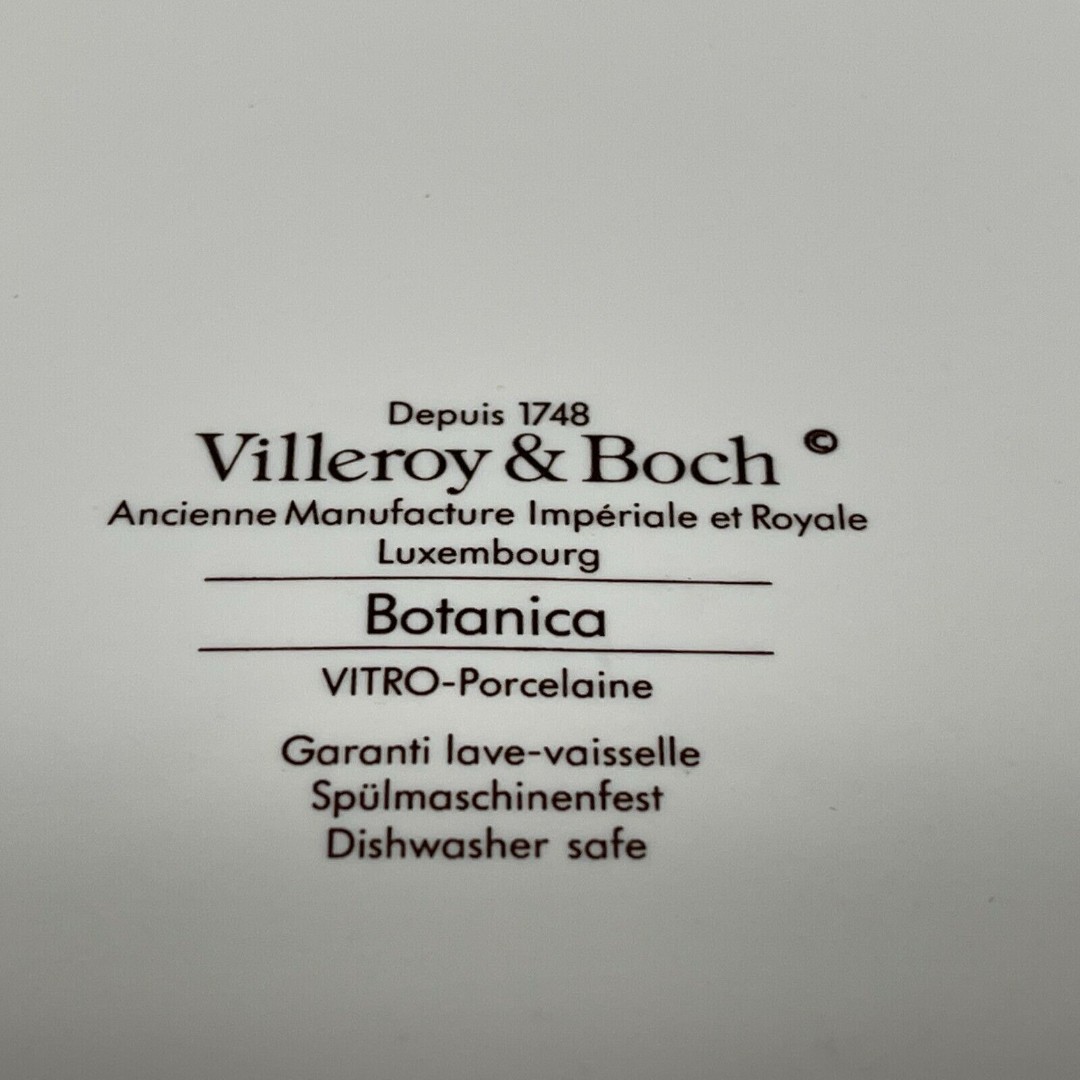 Depuis 1748
Villeroy & Boch ©
Ancienne Manufacture Impériale et Royale
Luxembourg
Botanica
VITRO-Porcelaine
Garanti lave-vaisselle
Spülmaschinenfest
Dishwasher safe